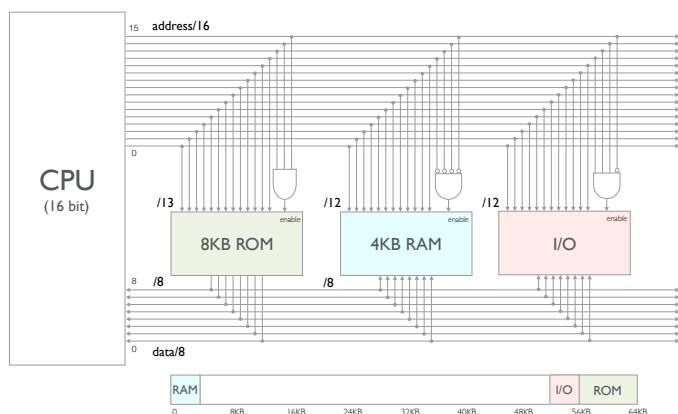 15 address/16
0
CPU
(16 bit)
/13 /12 /12
enable enable enable
8KB ROM 4KB RAM I/O
8 /8 /8
0 data/8
RAM I/O ROM
0 8KB 16KB 24KB 32KB 40KB 48KB 56KB 64KB